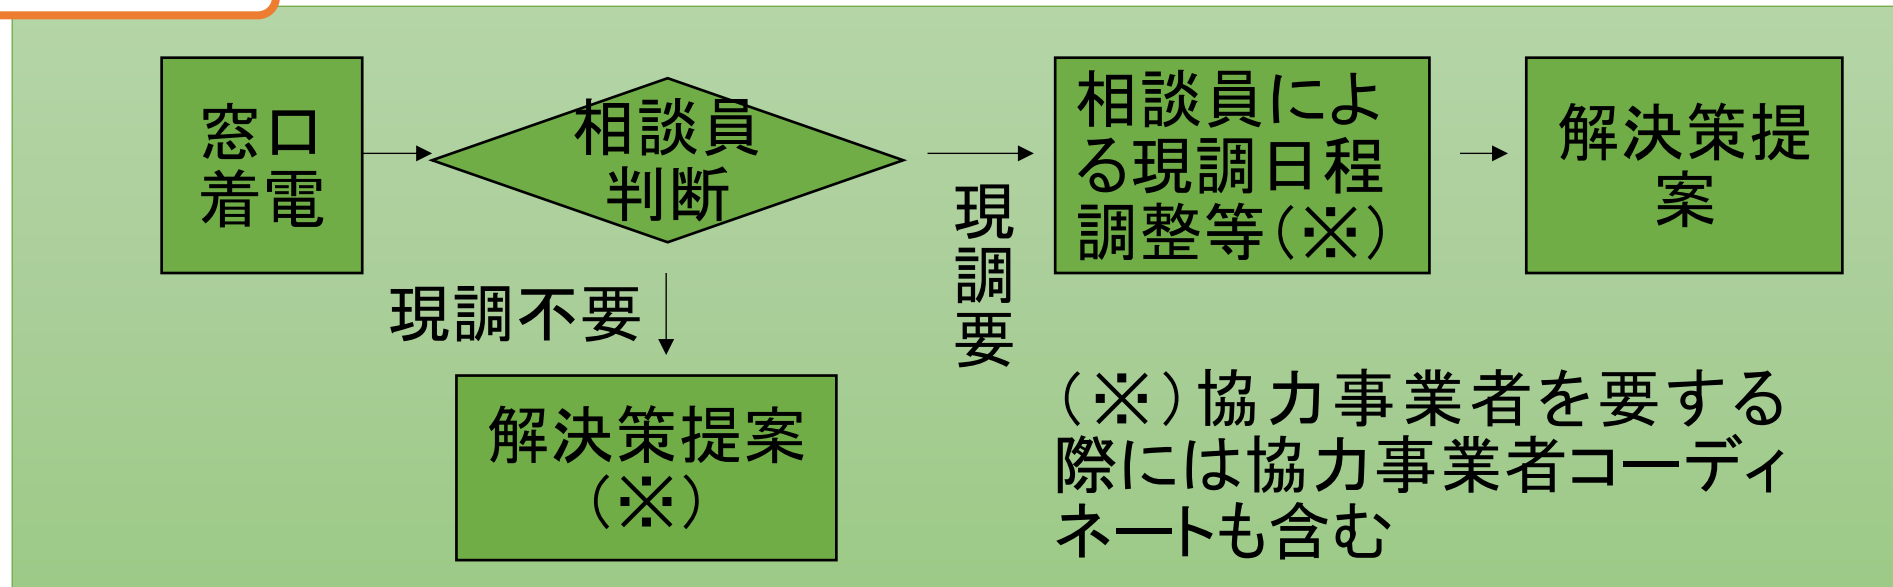 窓口
着電
相談員
判断
現調不要
解決策提案
（※）
現調要
相談員によ
る現調日程
調整等（※）
解決策提
案
（※）協力事業者を要する
際には協力事業者コーディ
ネートも含む